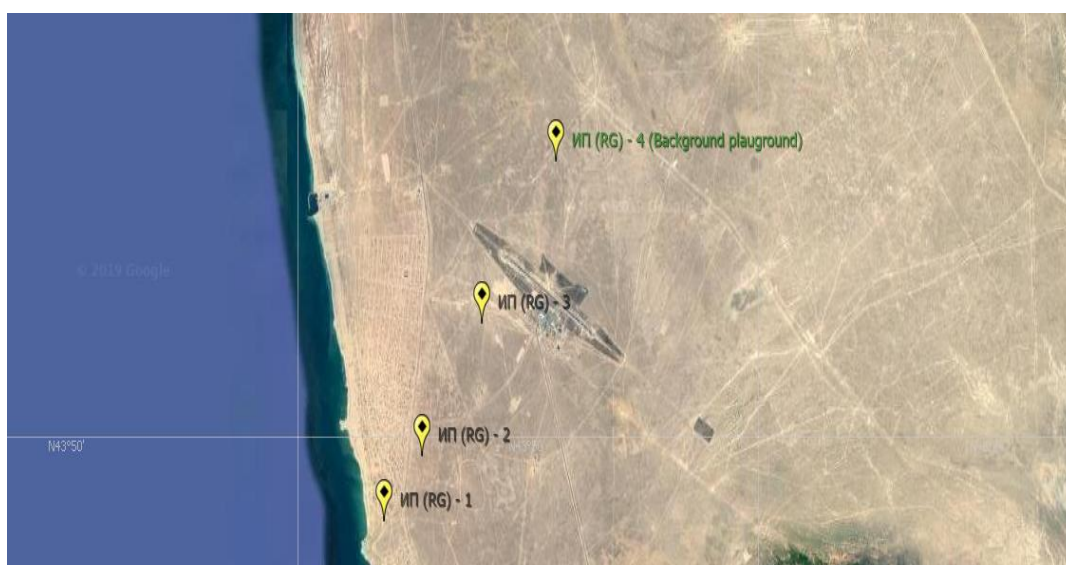 ИП (RG) - 4 (Background plauground)
© 2019 Google
ИП (RG) - 3
ИП (RG) - 2
N43°50'
ИП (RG) - 1